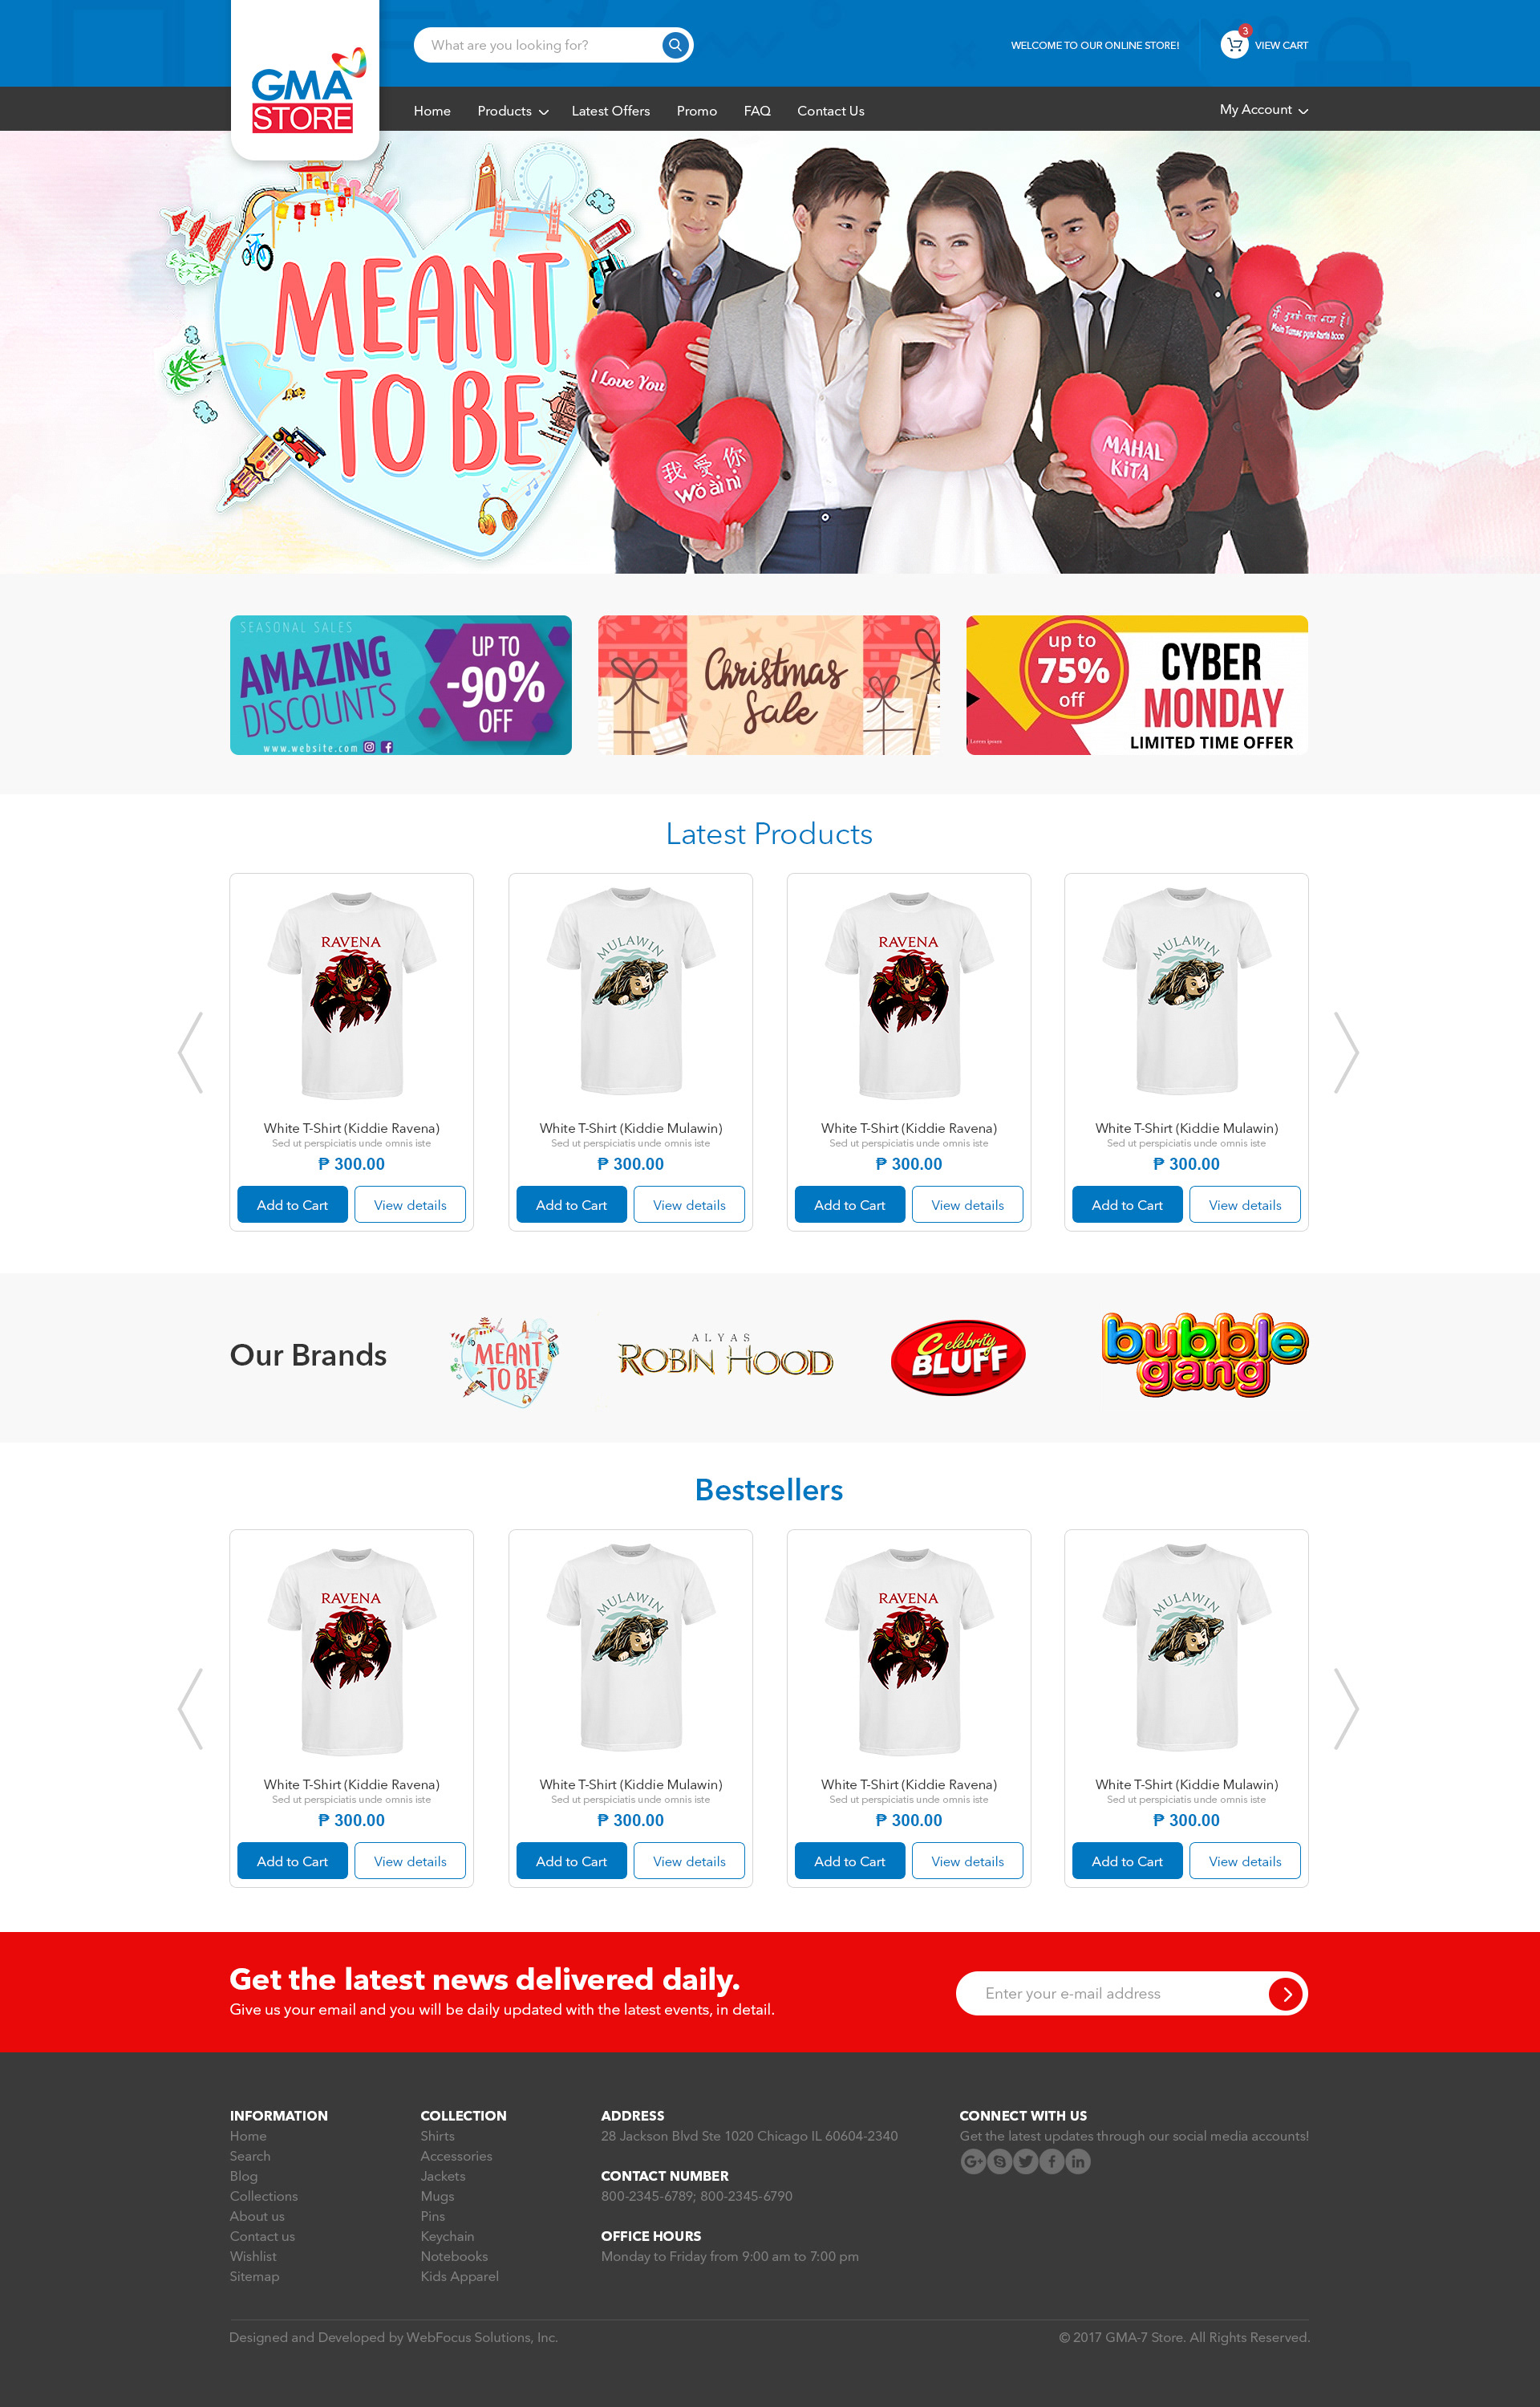 What are you looking for?
WELCOME TO OUR ONLINE STORE!
3
VIEW CART
GMA
STORE
Home
Products
Latest Offers
Promo
FAQ
Contact Us
My Account
MEANT
TO BE
I Love You
我 爱 你
Wǒ ài nǐ
MAHAL
KITA
SEASONAL SALES
AMAZING
DISCOUNTS
www.website.com
UP TO
-90%
OFF
Christmas
Sale
up to
75%
off
CYBER
MONDAY
LIMITED TIME OFFER
Latest Products
RAVENA
White T-Shirt (Kiddie Ravena)
Sed ut perspiciatis unde omnis iste
₱ 300.00
Add to Cart
View details
MULAWIN
White T-Shirt (Kiddie Mulawin)
Sed ut perspiciatis unde omnis iste
₱ 300.00
Add to Cart
View details
RAVENA
White T-Shirt (Kiddie Ravena)
Sed ut perspiciatis unde omnis iste
₱ 300.00
Add to Cart
View details
MULAWIN
White T-Shirt (Kiddie Mulawin)
Sed ut perspiciatis unde omnis iste
₱ 300.00
Add to Cart
View details
Our Brands
MEANT
TO BE
ALYAS
ROBIN HOOD
Celebrity
BLUFF
bubble
gang
Bestsellers
RAVENA
White T-Shirt (Kiddie Ravena)
Sed ut perspiciatis unde omnis iste
₱ 300.00
Add to Cart
View details
MULAWIN
White T-Shirt (Kiddie Mulawin)
Sed ut perspiciatis unde omnis iste
₱ 300.00
Add to Cart
View details
RAVENA
White T-Shirt (Kiddie Ravena)
Sed ut perspiciatis unde omnis iste
₱ 300.00
Add to Cart
View details
MULAWIN
White T-Shirt (Kiddie Mulawin)
Sed ut perspiciatis unde omnis iste
₱ 300.00
Add to Cart
View details
Get the latest news delivered daily.
Give us your email and you will be daily updated with the latest events, in detail.
Enter your e-mail address
INFORMATION
Home
Search
Blog
Collections
About us
Contact us
Wishlist
Sitemap
COLLECTION
Shirts
Accessories
Jackets
Mugs
Pins
Keychain
Notebooks
Kids Apparel
ADDRESS
28 Jackson Blvd Ste 1020 Chicago IL 60604-2340
CONTACT NUMBER
800-2345-6789; 800-2345-6790
OFFICE HOURS
Monday to Friday from 9:00 am to 7:00 pm
CONNECT WITH US
Get the latest updates through our social media accounts!
Designed and Developed by WebFocus Solutions, Inc.
© 2017 GMA-7 Store. All Rights Reserved.